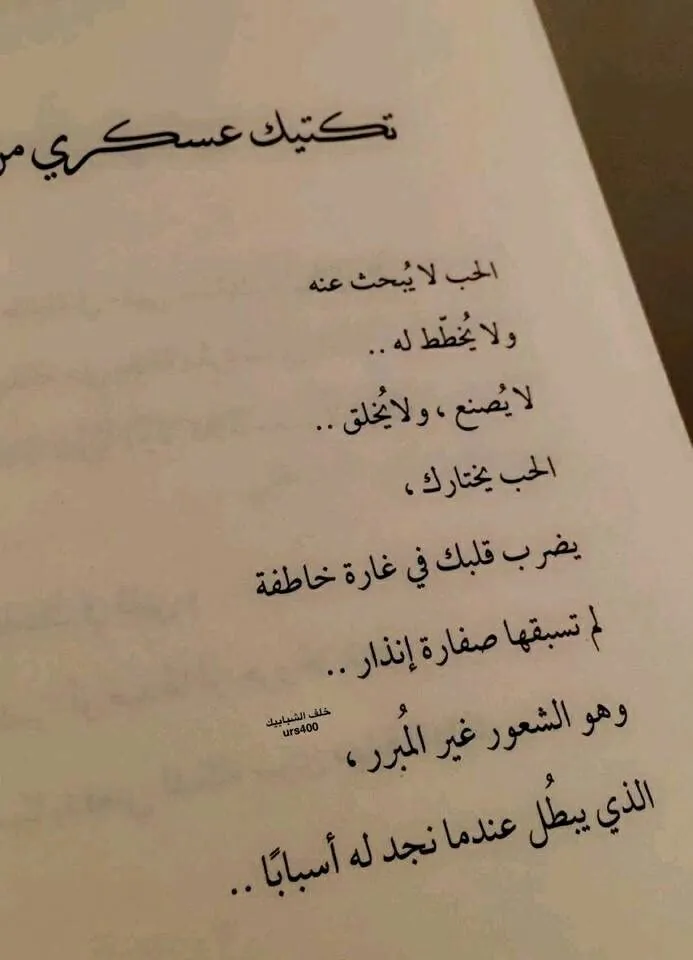 تكتيك عسكري
الحب لا يُبحث عنه
ولا يُخطّط له ..
لا يُصنع ، ولا يُخلق ..
الحب يختارك ،
يضرب قلبك في غارة خاطفة
لم تسبقها صفارة إنذار ..
خلف الشبابيك
urs400
وهو الشعور غير المُبرر ،
الذي يبطُل عندما نجد له أسبابًا ..